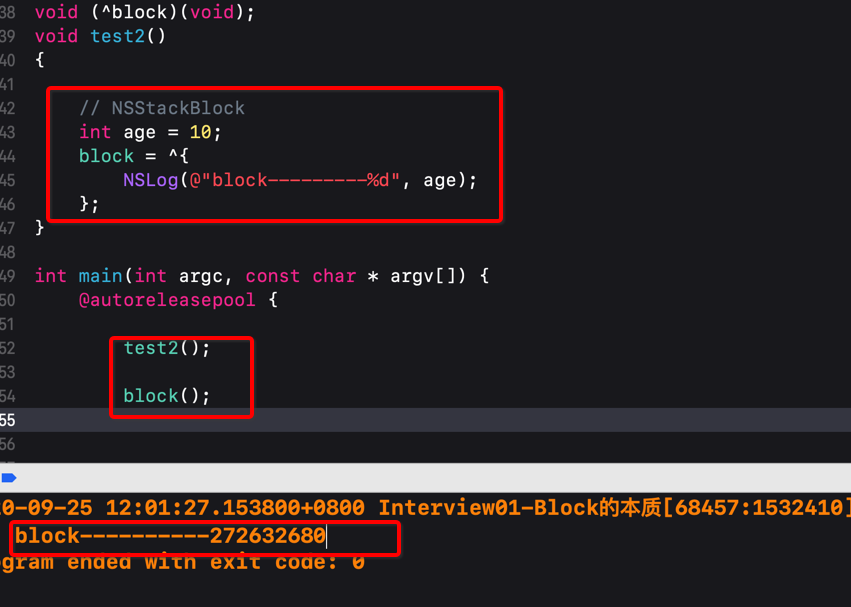 38 void (^block)(void);
39 void test2()
40 {
41
42 // NSStackBlock
43 int age = 10;
44 block = ^{
45 NSLog(@"block---------%d", age);
46 };
47 }
48
49 int main(int argc, const char * argv[]) {
50 @autoreleasepool {
51
52 test2();
53
54 block();
55
56
0-09-25 12:01:27.153800+0800 Interview01-Block的本质[68457:1532410]
block----------272632680
ogram ended with exit code: 0